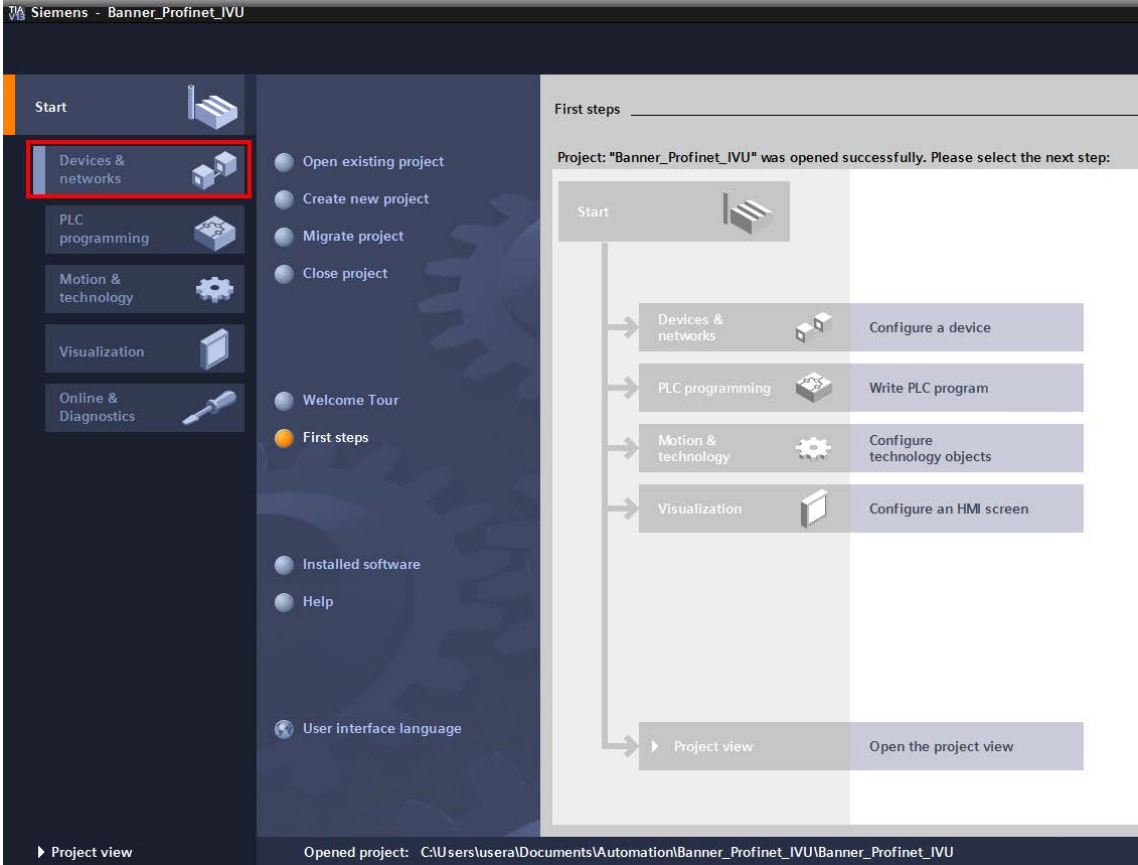 TIA V13 Siemens - Banner_Profinet_IVU
Start
Devices &
networks
PLC
programming
Motion &
technology
Visualization
Online &
Diagnostics
Project view
Open existing project
Create new project
Migrate project
Close project
Welcome Tour
First steps
Installed software
Help
User interface language
First steps
Project: "Banner_Profinet_IVU" was opened successfully. Please select the next step:
Start
Devices &
networks
Configure a device
PLC programming
Write PLC program
Motion &
technology
Configure
technology objects
Visualization
Configure an HMI screen
Project view
Open the project view
Opened project: C:\Users\usera\Documents\Automation\Banner_Profinet_IVU\Banner_Profinet_IVU